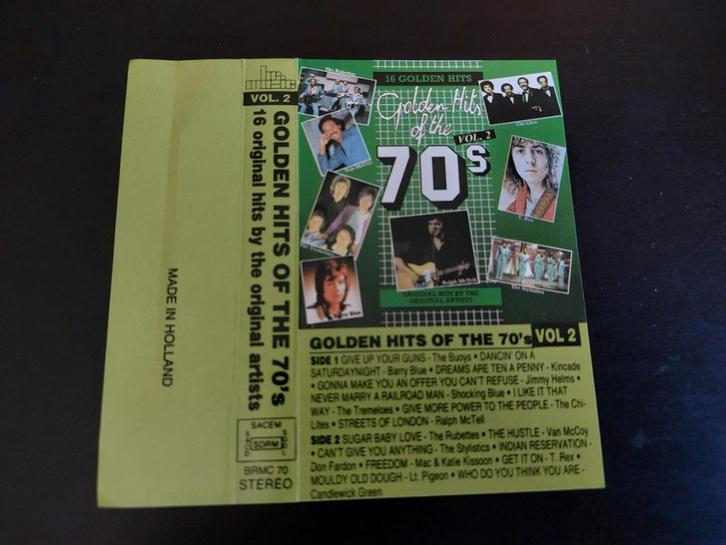 MADE IN HOLLAND
VOL. 2
GOLDEN HITS OF THE 70's
16 original hits by the original artists
SACEM
SDRM
BRMC 70
STEREO
16 GOLDEN HITS
Golden Hits
of the
VOL. 2
70s
Ralph McTell
ORIGINAL HITS BY THE
ORIGINAL ARTISTS
GOLDEN HITS OF THE 70's VOL 2
SIDE 1 GIVE UP YOUR GUNS - The Buoys • DANCIN' ON A
SATURDAYNIGHT - Barry Blue • DREAMS ARE TEN A PENNY - Kincade
• GONNA MAKE YOU AN OFFER YOU CAN'T REFUSE - Jimmy Helms •
NEVER MARRY A RAILROAD MAN - Shocking Blue • I LIKE IT THAT
WAY - The Tremeloes • GIVE MORE POWER TO THE PEOPLE - The Chi-
Lites • STREETS OF LONDON - Ralph McTell
SIDE 2 SUGAR BABY LOVE - The Rubettes • THE HUSTLE - Van McCoy
• CAN'T GIVE YOU ANYTHING - The Stylistics • INDIAN RESERVATION -
Don Fardon • FREEDOM - Mac & Katie Kissoon • GET IT ON - T. Rex •
MOULDY OLD DOUGH - Lt. Pigeon • WHO DO YOU THINK YOU ARE -
Candlewick Green